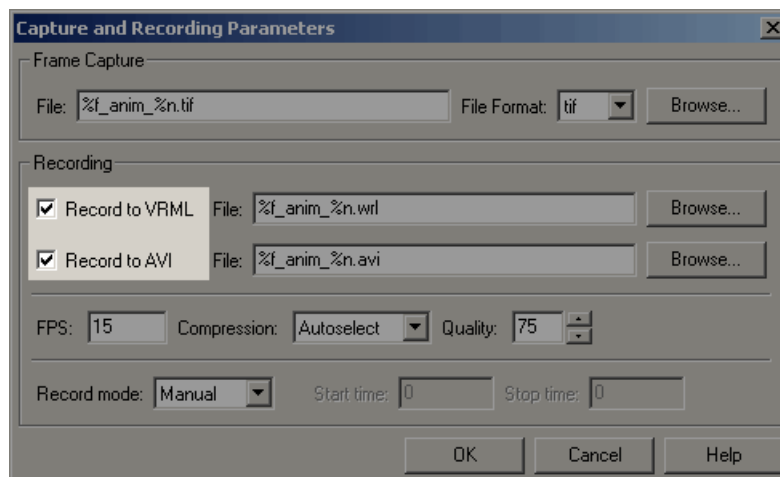 Capture and Recording Parameters
Frame Capture
File: %f_anim_%n.tif File Format: tif Browse...
Recording
Record to VRML File: %f_anim_%n.wrl Browse...
Record to AVI File: %f_anim_%n.avi Browse...
FPS: 15 Compression: Autoselect Quality: 75
Record mode: Manual Start time: 0 Stop time: 0
OK Cancel Help